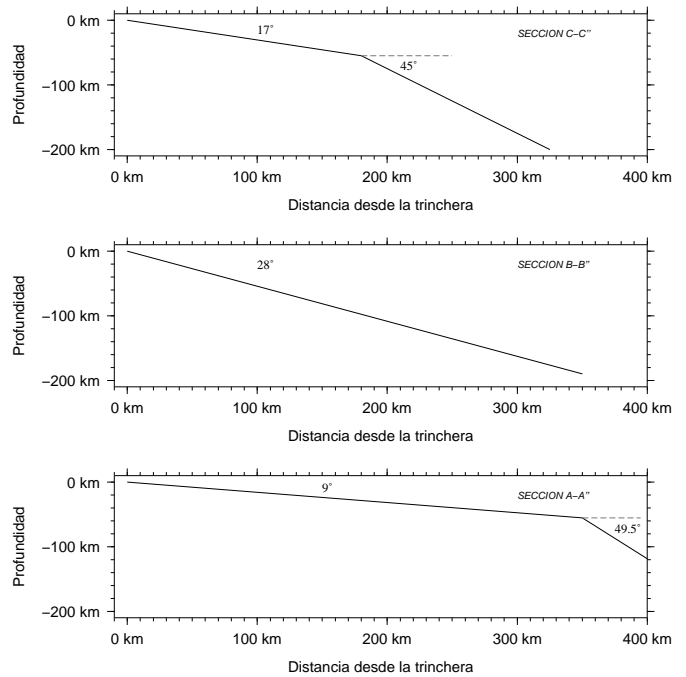 0 km
−100 km
−200 km
Profundidad
17°
45°
SECCION C−C’’
0 km 100 km 200 km 300 km 400 km
Distancia desde la trinchera
0 km
−100 km
−200 km
Profundidad
28°
SECCION B−B’’
0 km 100 km 200 km 300 km 400 km
Distancia desde la trinchera
0 km
−100 km
−200 km
Profundidad
9°
49.5°
SECCION A−A’’
0 km 100 km 200 km 300 km 400 km
Distancia desde la trinchera